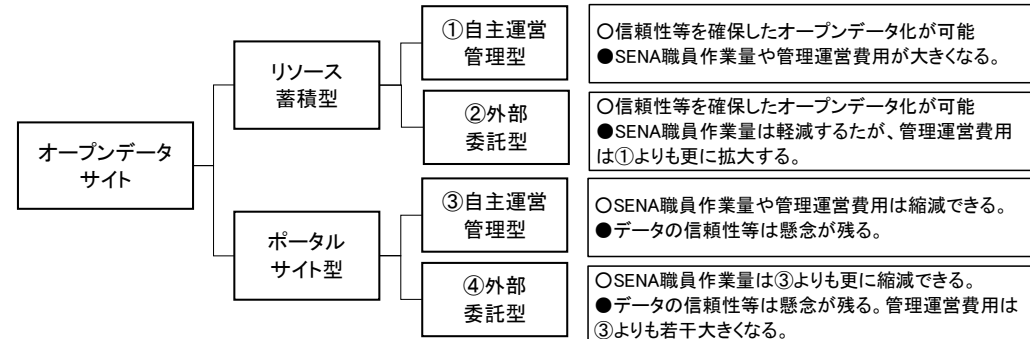 オープンデータ
サイト
リソース
蓄積型
ポータル
サイト型
①自主運営
管理型
〇信頼性等を確保したオープンデータ化が可能
●SENA職員作業量や管理運営費用が大きくなる。
②外部
委託型
〇信頼性等を確保したオープンデータ化が可能
●SENA職員作業量は軽減するたが、管理運営費用
は①よりも更に拡大する。
③自主運営
管理型
〇SENA職員作業量や管理運営費用は縮減できる。
●データの信頼性等は懸念が残る。
④外部
委託型
〇SENA職員作業量は③よりも更に縮減できる。
●データの信頼性等は懸念が残る。管理運営費用は
③よりも若干大きくなる。